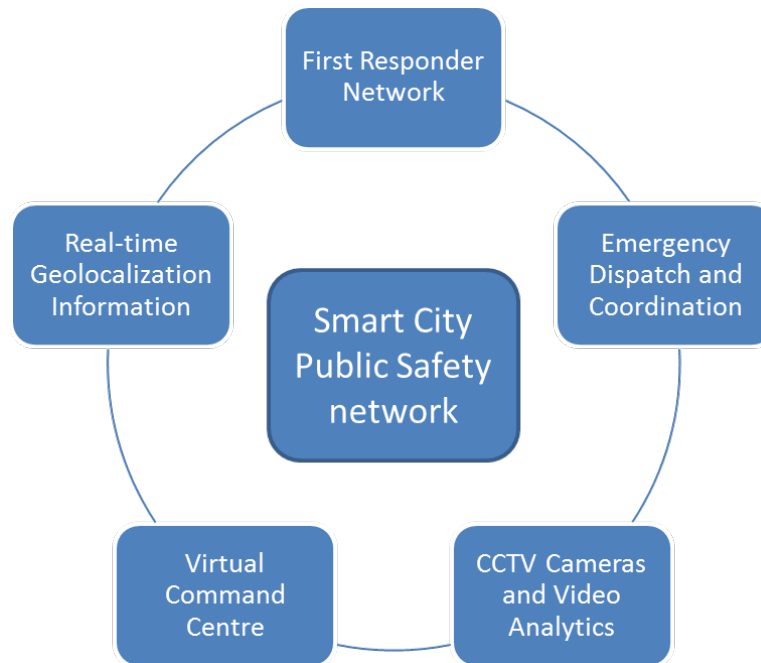 First Responder
Network
Real-time
Geolocalization
Information
Emergency
Dispatch and
Coordination
Smart City
Public Safety
network
Virtual
Command
Centre
CCTV Cameras
and Video
Analytics